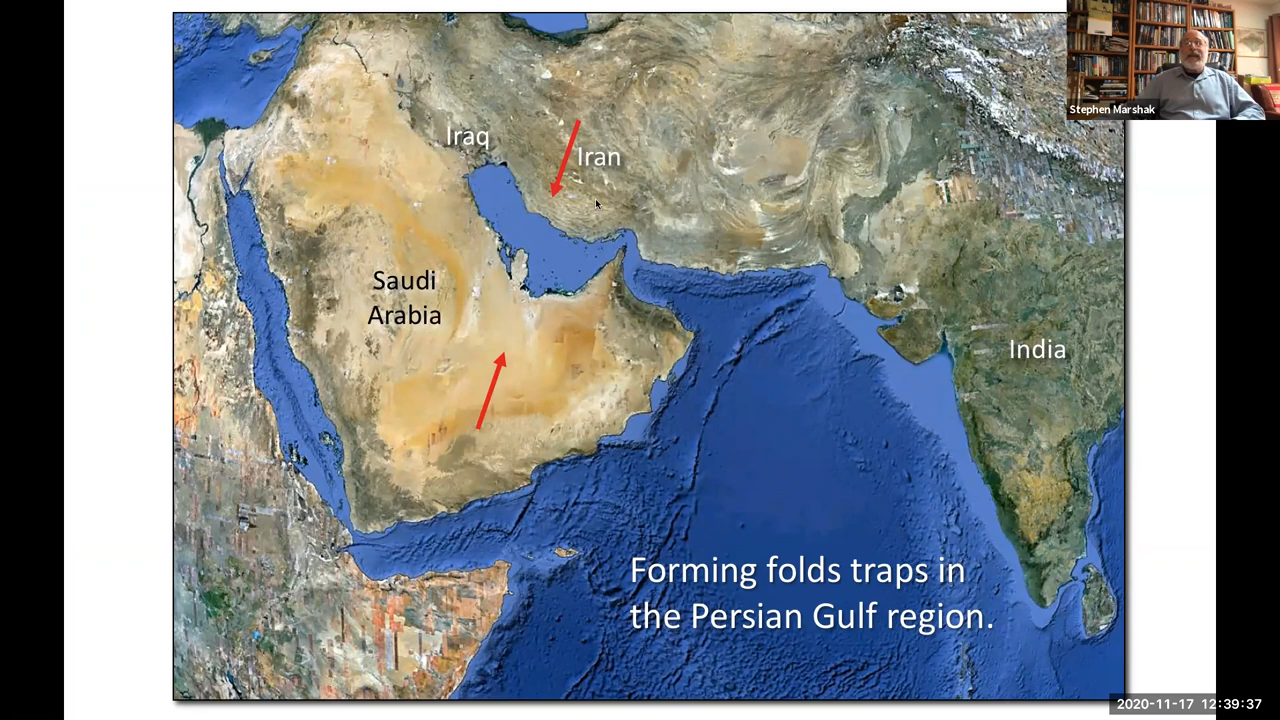 Stephen Marshak
Iraq
Iran
Saudi
Arabia
India
Forming folds traps in
the Persian Gulf region.
2020-11-17 12:39:37